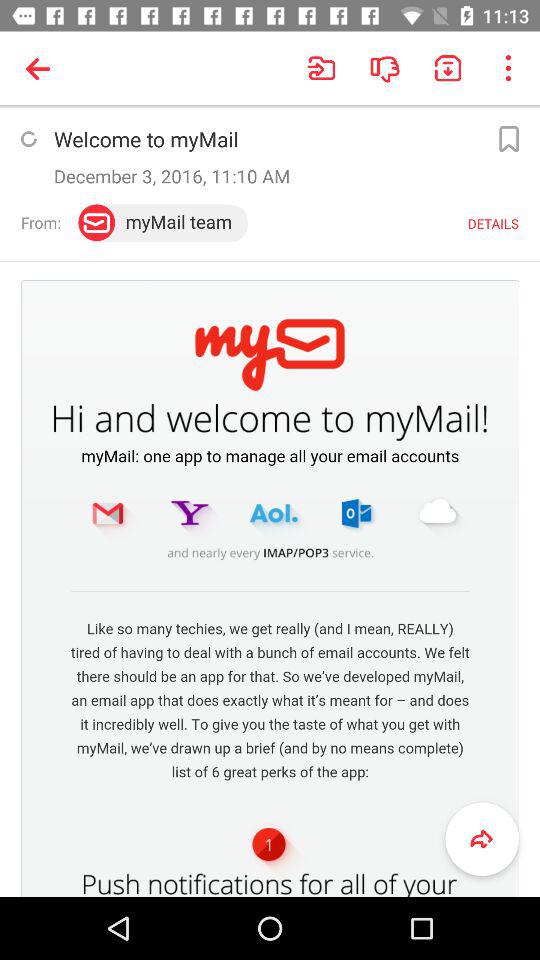 11:13
Welcome to myMail
December 3, 2016, 11:10 AM
From: myMail team DETAILS
my
Hi and welcome to myMail!
myMail: one app to manage all your email accounts
M Y Aol. O
and nearly every IMAP/POP3 service.
Like so many techies, we get really (and I mean, REALLY)
tired of having to deal with a bunch of email accounts. We felt
there should be an app for that. So we've developed myMail,
an email app that does exactly what it's meant for – and does
it incredibly well. To give you the taste of what you get with
myMail, we've drawn up a brief (and by no means complete)
list of 6 great perks of the app:
1
Push notifications for all of your